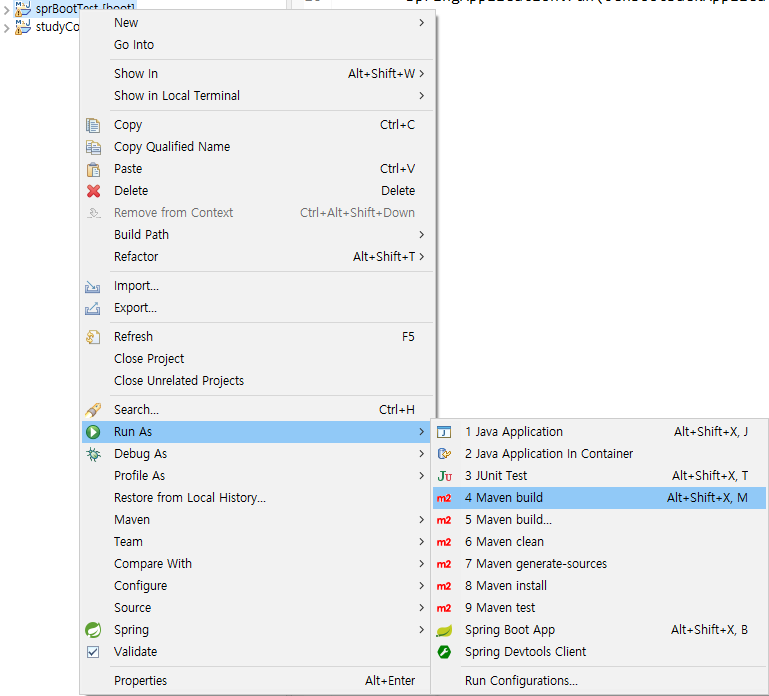 sprBootTest [boot]
studyCo
New
Go Into
Show In Alt+Shift+W
Show in Local Terminal
Copy Ctrl+C
Copy Qualified Name
Paste Ctrl+V
Delete Delete
Remove from Context Ctrl+Alt+Shift+Down
Build Path
Refactor Alt+Shift+T
Import...
Export...
Refresh F5
Close Project
Close Unrelated Projects
Search... Ctrl+H
Run As
Debug As
Profile As
Restore from Local History...
Maven
Team
Compare With
Configure
Source
Spring
Validate
Properties Alt+Enter
1 Java Application Alt+Shift+X, J
2 Java Application In Container
3 JUnit Test Alt+Shift+X, T
4 Maven build Alt+Shift+X, M
5 Maven build...
6 Maven clean
7 Maven generate-sources
8 Maven install
9 Maven test
Spring Boot App Alt+Shift+X, B
Spring Devtools Client
Run Configurations...